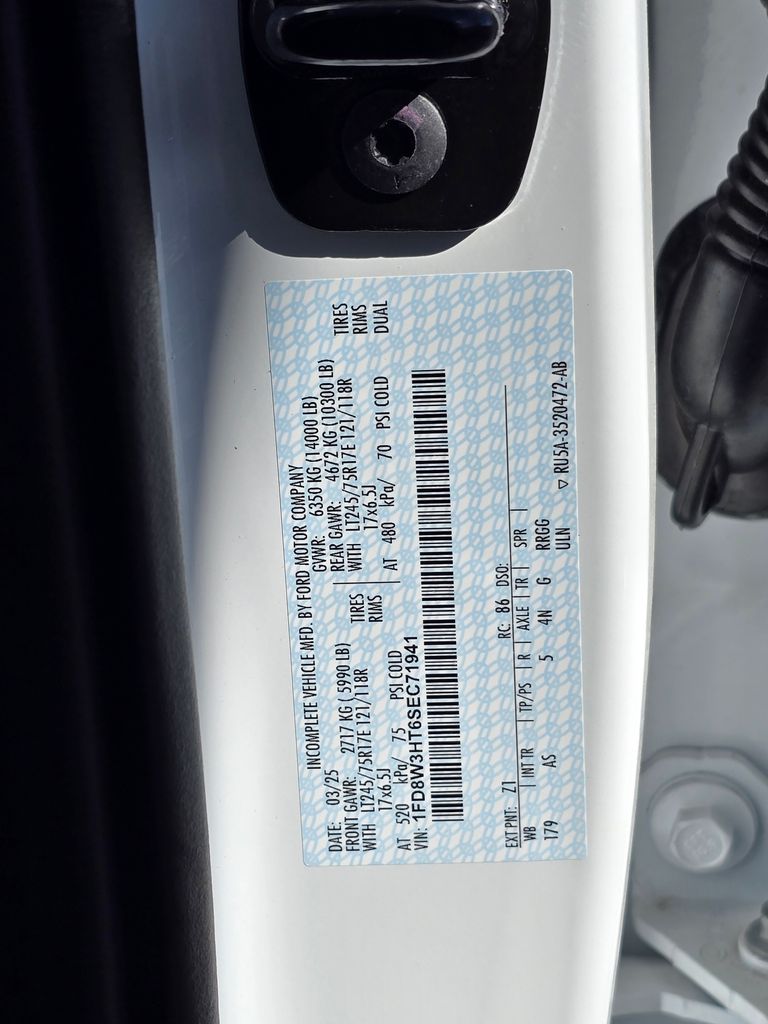 INCOMPLETE VEHICLE MFD. BY FORD MOTOR COMPANY
DATE: 03/25 GVWR: 6350 KG (14000 LB)
FRONT GAWR: 2717 KG ( 5990 LB) REAR GAWR: 4672 KG (10300 LB)
WITH LT245/75R17E 121/118R TIRES WITH LT245/75R17E 121/118R TIRES
17x6.5J RIMS 17x6.5J RIMS
AT 520 kPa/ 75 PSI COLD AT 480 kPa/ 70 PSI COLD DUAL
VIN: 1FD8W3HT6SEC71941
EXT PNT: Z1 RC: 86 DSO:
WB INT TR TP/PS R AXLE TR SPR
179 AS 5 4N G RRGG
ULN ▽ RU5A-3520472-AB